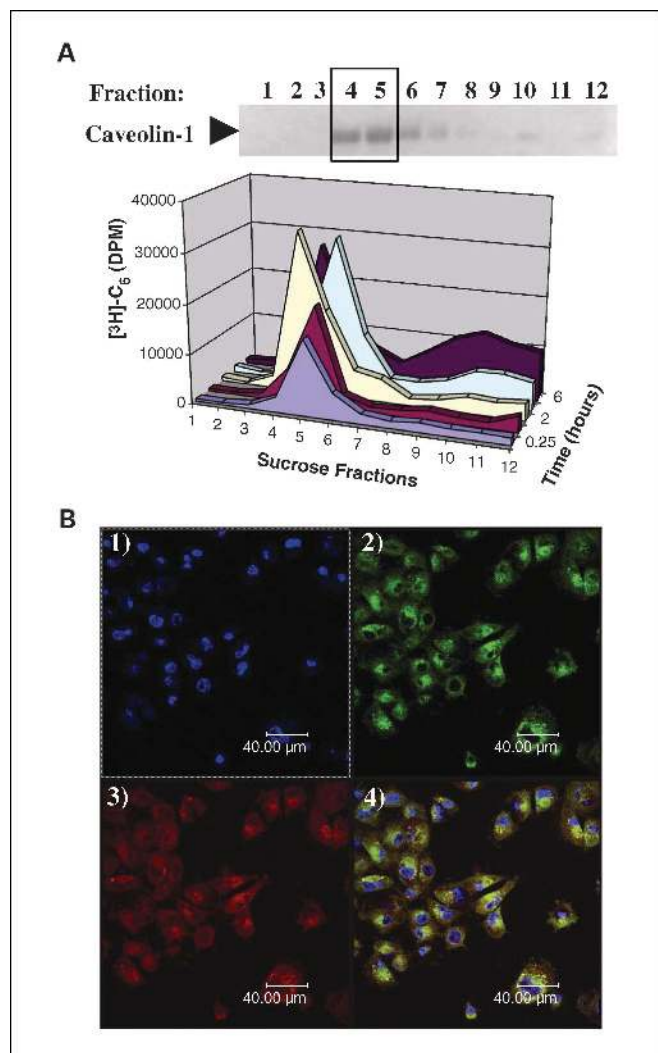 A
Fraction: 1 2 3 4 5 6 7 8 9 10 11 12
Caveolin-1
40000
30000
20000
10000
0
[³H]-C₆ (DPM)
1 2 3 4 5 6 7 8 9 10 11 12
Sucrose Fractions
6
2
0.25
Time (hours)
B
1)
40.00 µm
2)
40.00 µm
3)
40.00 µm
4)
40.00 µm